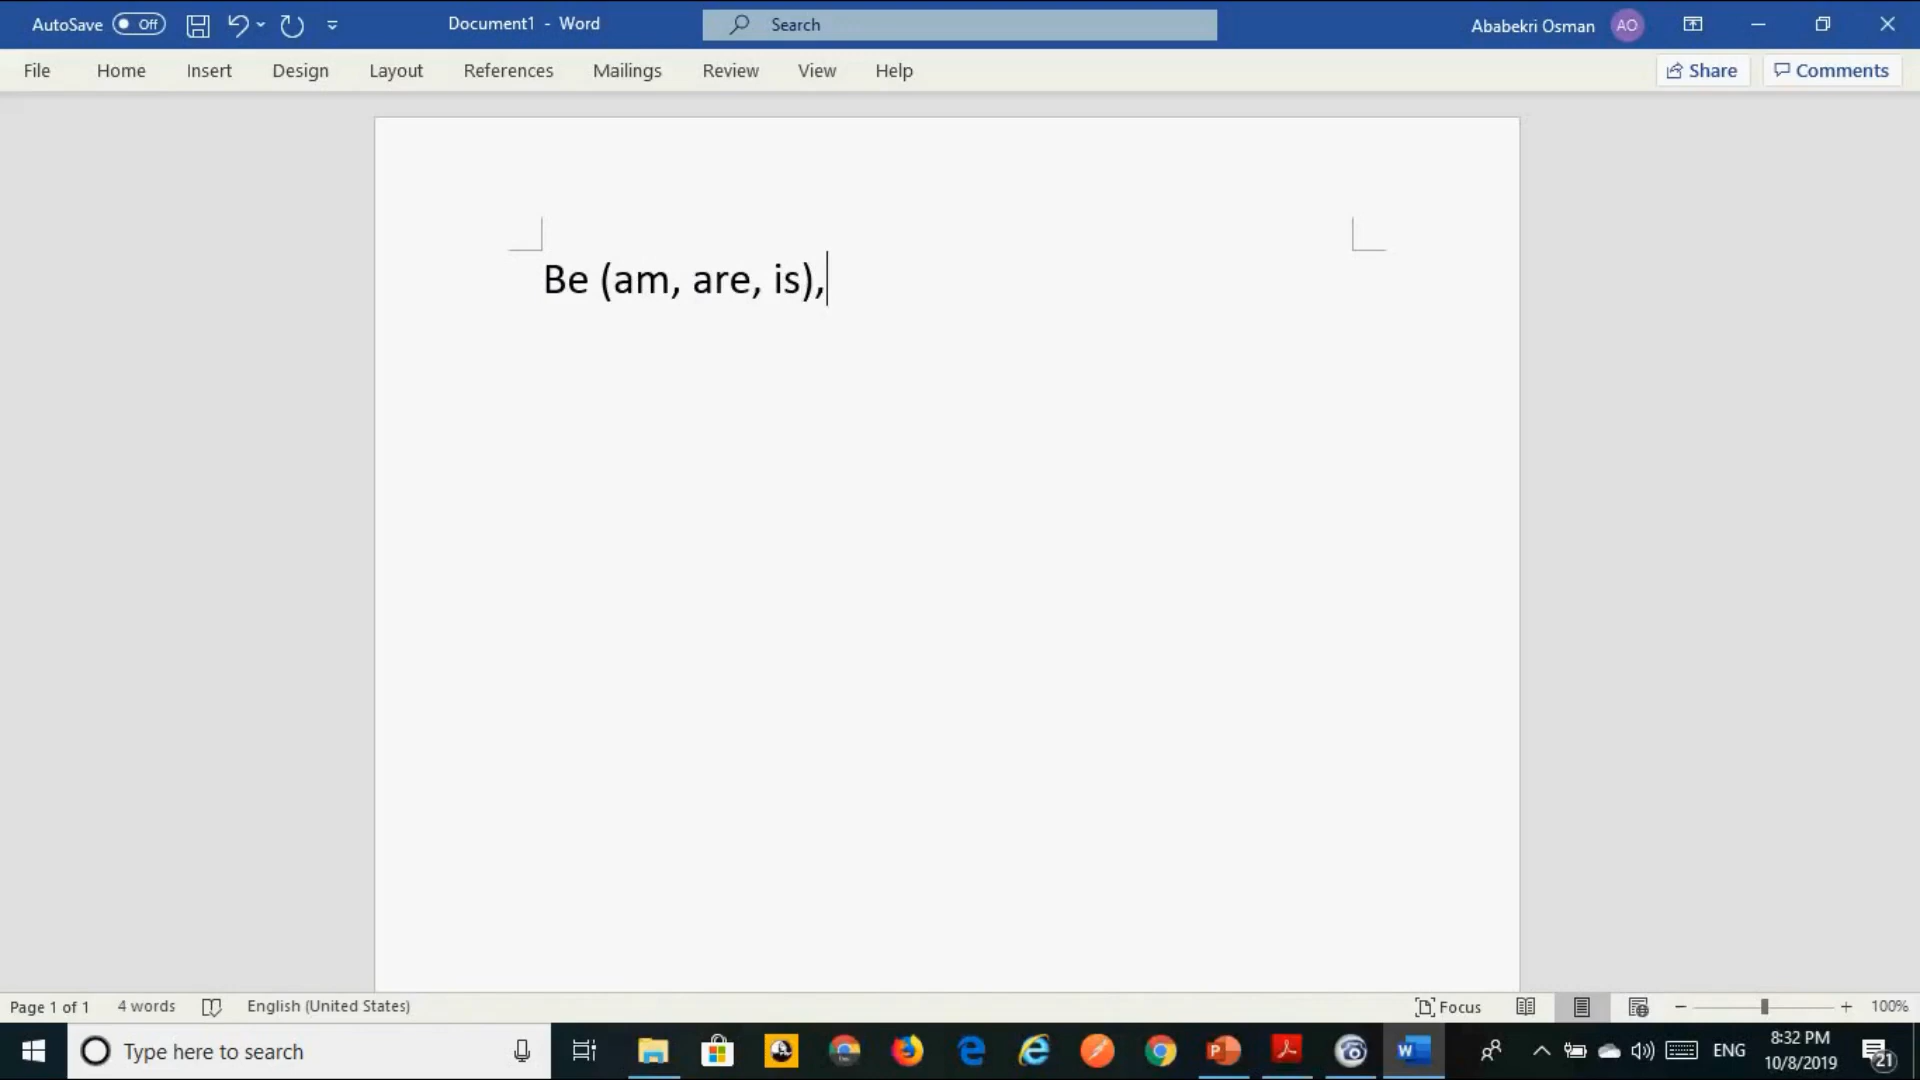 AutoSave Off Document1 - Word Search Ababekri Osman AO
File Home Insert Design Layout References Mailings Review View Help Share Comments
Be (am, are, is),
Page 1 of 1 4 words English (United States) Focus 100%
Type here to search ENG 8:32 PM
10/8/2019 21